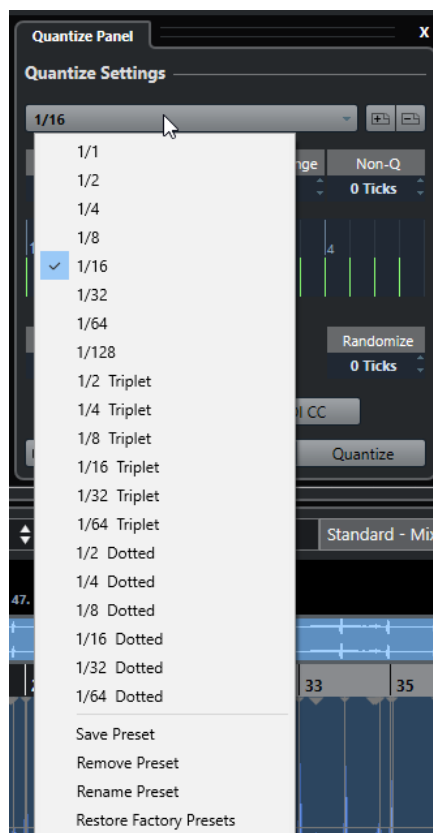 Quantize Panel X
Quantize Settings
1/16
1/1
1/2
Non-Q
0 Ticks
1/4
1/8
4
1/16
1/32
1/64
1/128
Randomize
0 Ticks
1/2 Triplet
1/4 Triplet
1/8 Triplet
1/16 Triplet
Quantize
1/32 Triplet
1/64 Triplet
Standard - Mi
1/2 Dotted
1/4 Dotted
1/8 Dotted
47.
1/16 Dotted
1/32 Dotted
1/64 Dotted
33 35
Save Preset
Remove Preset
Rename Preset
Restore Factory Presets